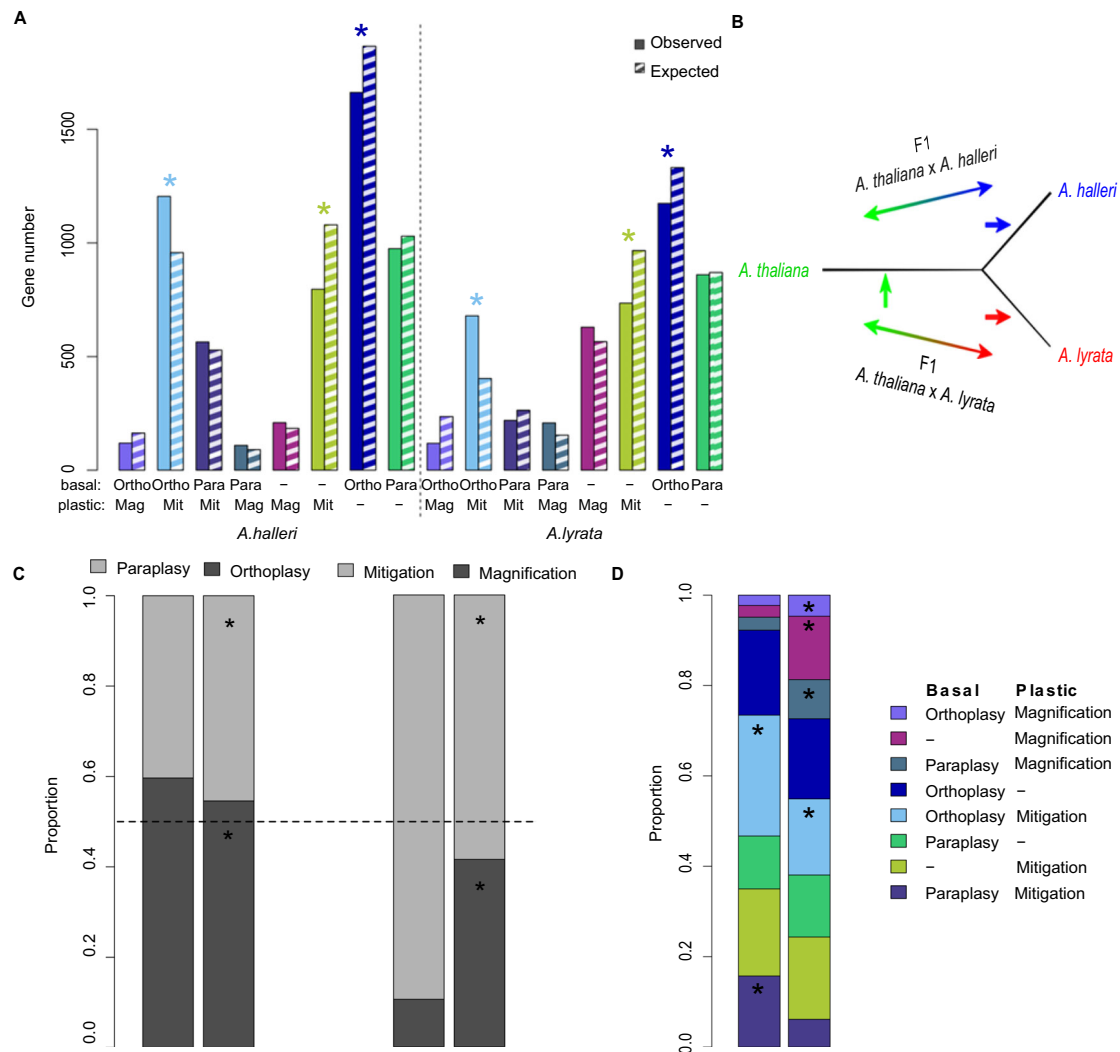 A
Observed
Expected
Gene number
0
500
1000
1500
* * * * * *
basal: Ortho Ortho Para Para – – Ortho Para Ortho Ortho Para Para – – Ortho Para
plastic: Mag Mit Mit Mag Mag Mit – – Mag Mit Mit Mag Mag Mit – –
A.halleri A.lyrata
B
F1
A. thaliana x A. halleri
A. halleri
A. thaliana
A. lyrata
F1
A. thaliana x A. lyrata
C
Paraplasy Orthoplasy Mitigation Magnification
Proportion
0.0
0.2
0.4
0.6
0.8
1.0
* *
* *
D
Proportion
0.0
0.2
0.4
0.6
0.8
1.0
*
*
*
* *
*
*
Basal Plastic
Orthoplasy Magnification
– Magnification
Paraplasy Magnification
Orthoplasy –
Orthoplasy Mitigation
Paraplasy –
– Mitigation
Paraplasy Mitigation